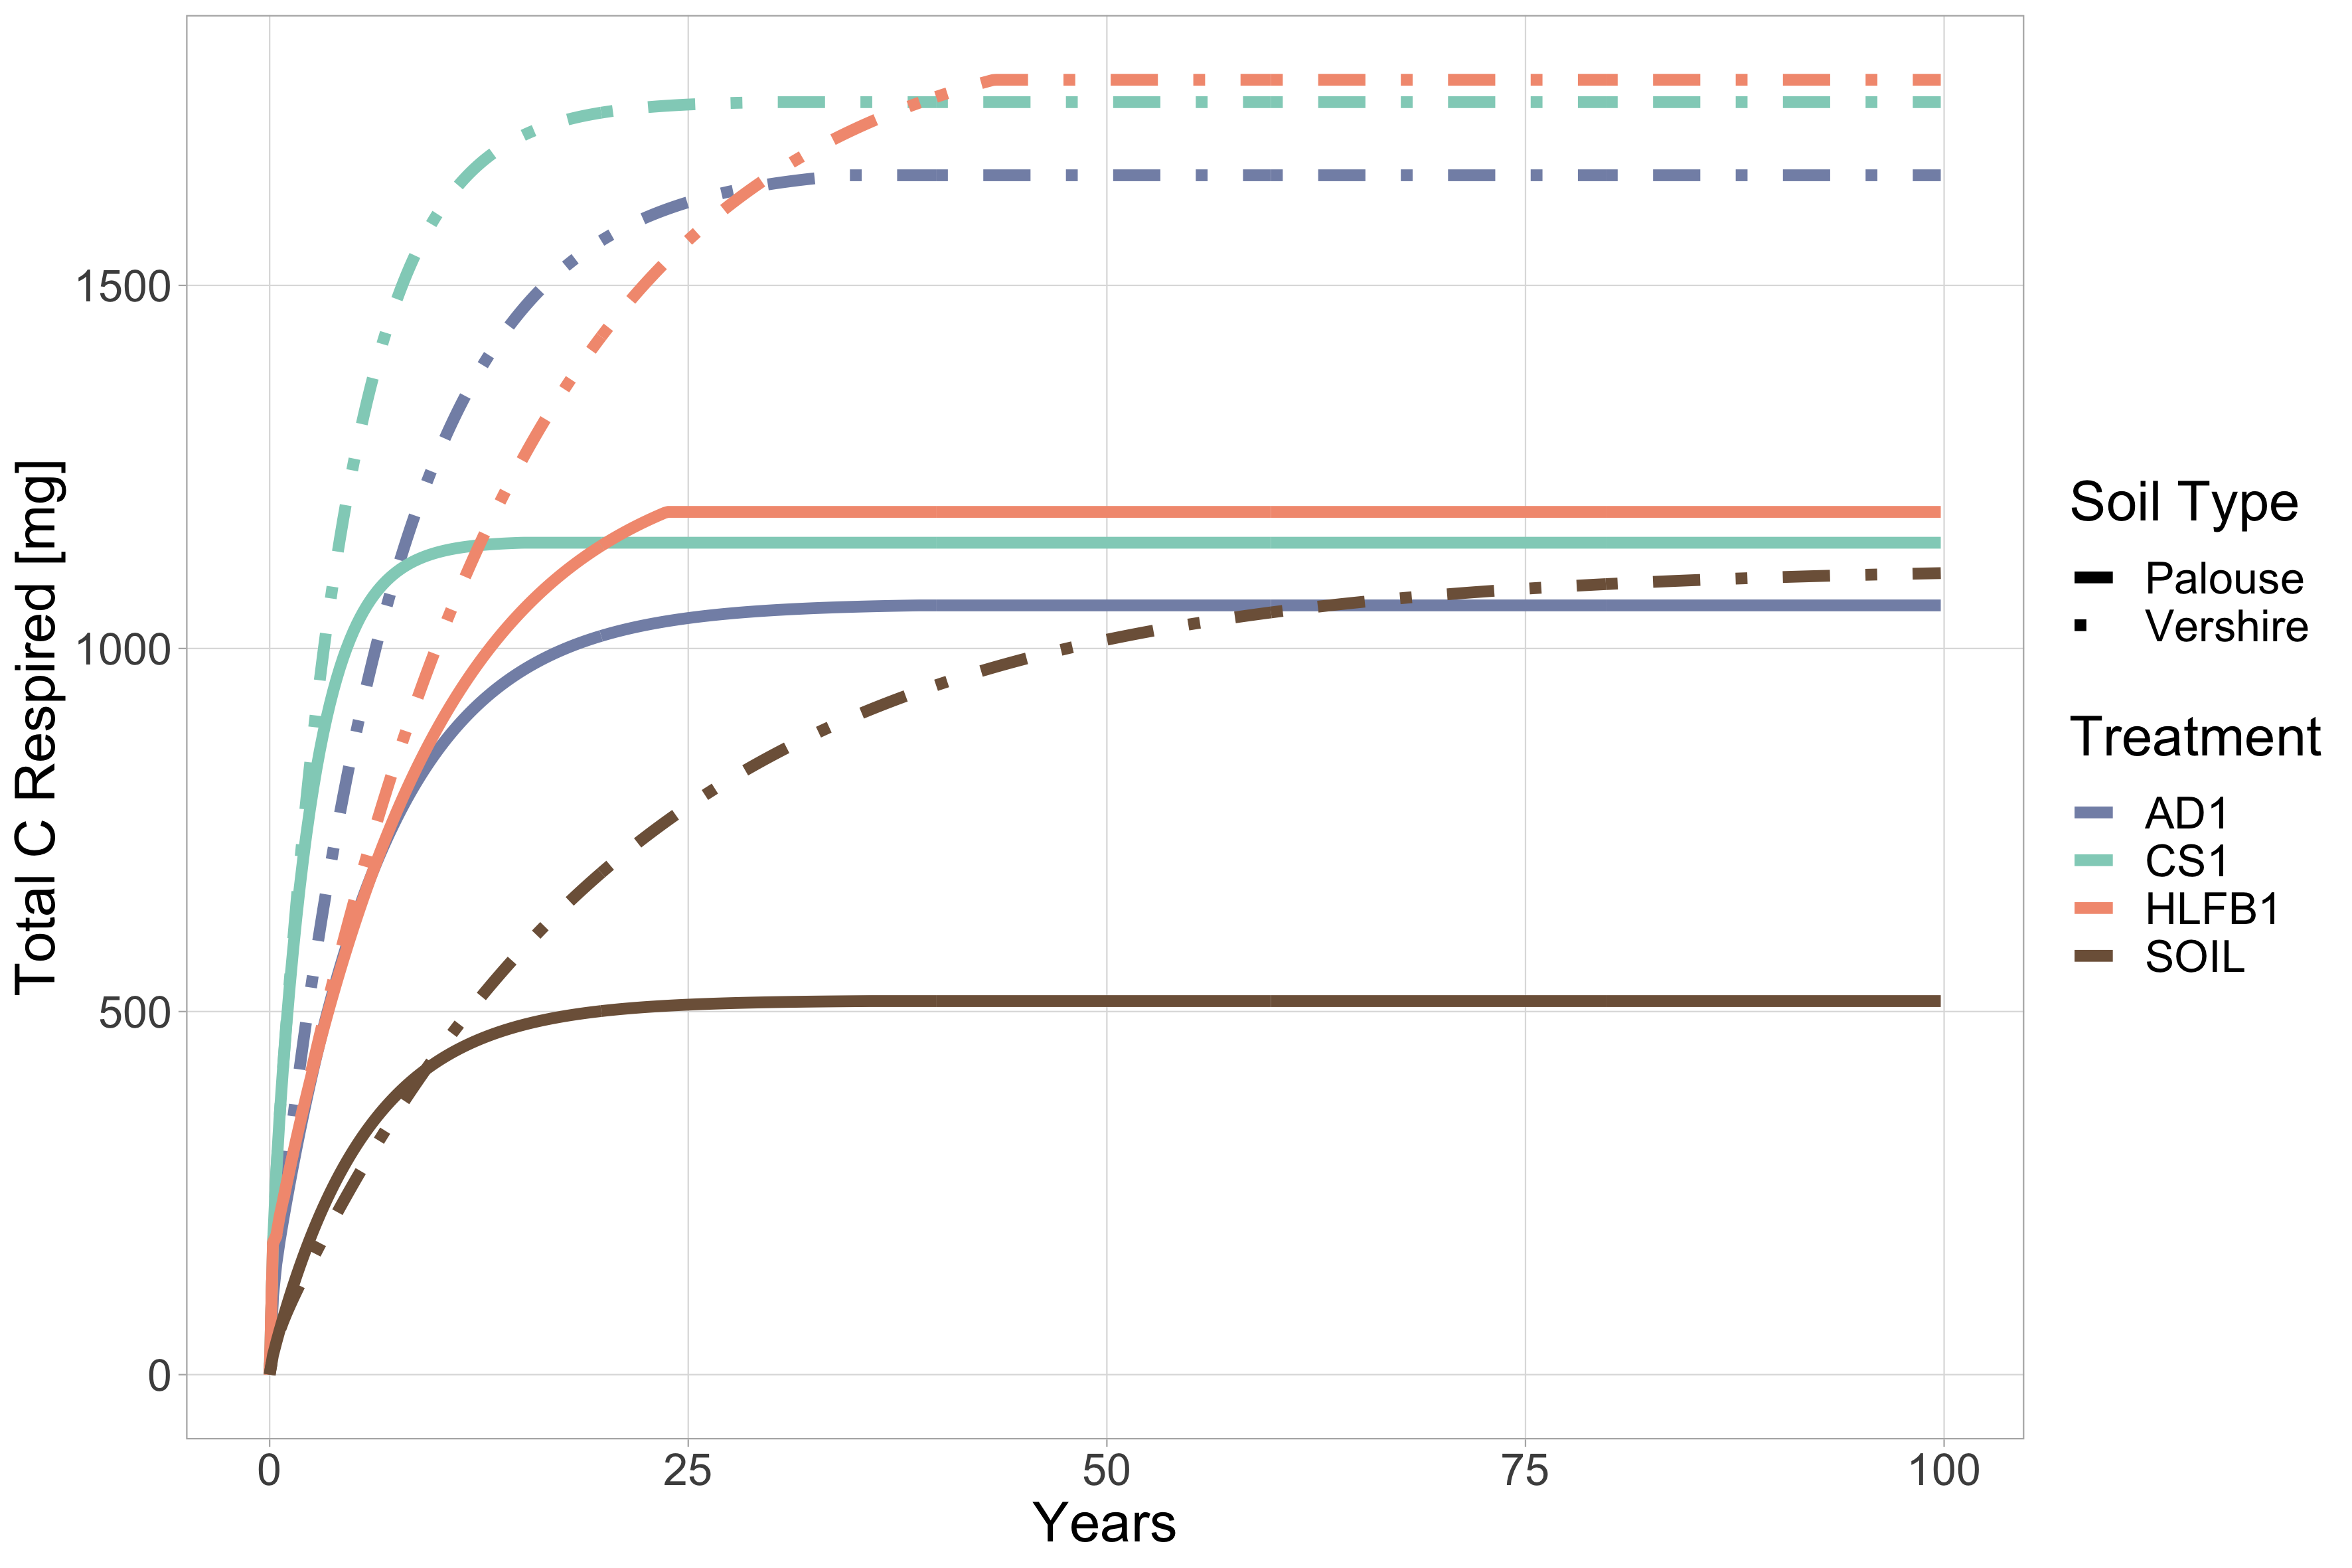 Total C Respired [mg]
1500
1000
500
0
0 25 50 75 100
Years
Soil Type
Palouse
Vershire
Treatment
AD1
CS1
HLFB1
SOIL